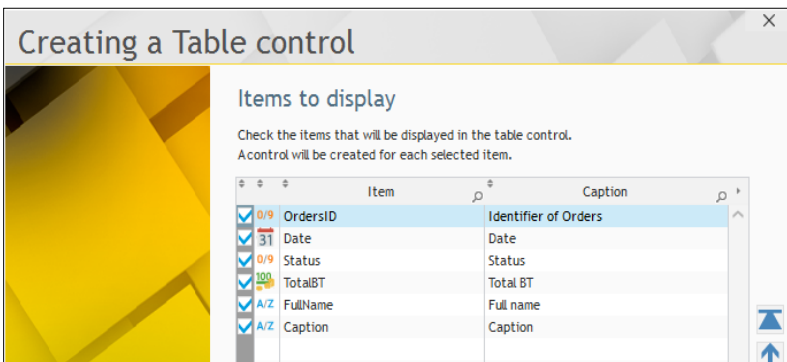 Creating a Table control
Items to display
Check the items that will be displayed in the table control.
Acontrol will be created for each selected item.
Item Caption
0/9 OrdersID Identifier of Orders
31 Date Date
0/9 Status Status
100 TotalBT Total BT
A/Z FullName Full name
A/Z Caption Caption